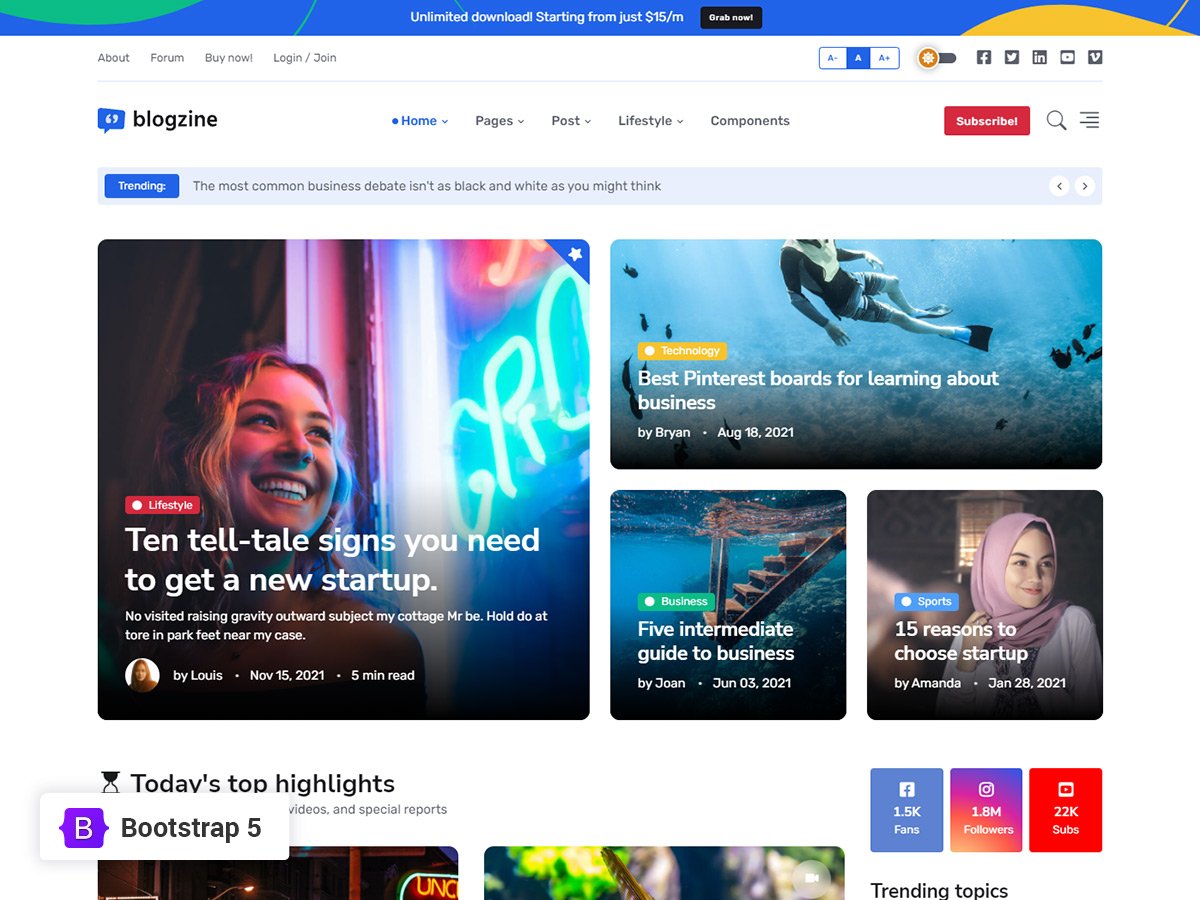 Unlimited download! Starting from just $15/m
Grab now!
About
Forum
Buy now!
Login / Join
A-
A
A+
blogzine
Home
Pages
Post
Lifestyle
Components
Subscribe!
Trending:
The most common business debate isn't as black and white as you might think
Lifestyle
Ten tell-tale signs you need
to get a new startup.
No visited raising gravity outward subject my cottage Mr be. Hold do at
tore in park feet near my case.
by Louis • Nov 15, 2021 • 5 min read
Technology
Best Pinterest boards for learning about
business
by Bryan • Aug 18, 2021
Business
Five intermediate
guide to business
by Joan • Jun 03, 2021
Sports
15 reasons to
choose startup
by Amanda • Jan 28, 2021
Today's top highlights
videos, and special reports
B
Bootstrap 5
1.5K
Fans
1.8M
Followers
22K
Subs
Trending topics